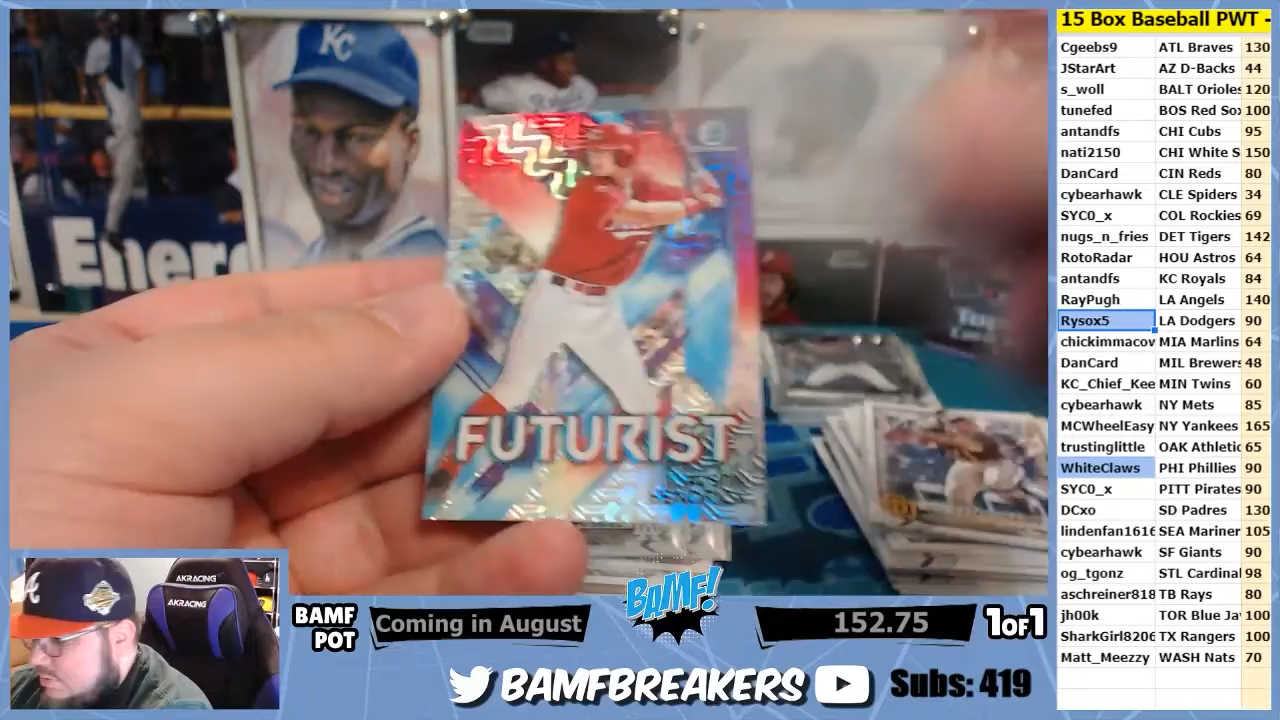 KC
Ener
FUTURIST
15 Box Baseball PWT -
Cgeebs9 ATL Braves 130
JStarArt AZ D-Backs 44
s_woll BALT Orioles 120
tunefed BOS Red Sox 100
antandfs CHI Cubs 95
nati2150 CHI White S 150
DanCard CIN Reds 80
cybearhawk CLE Spiders 34
SYC0_x COL Rockies 69
nugs_n_fries DET Tigers 142
RotoRadar HOU Astros 64
antandfs KC Royals 84
RayPugh LA Angels 140
Rysox5 LA Dodgers 90
chickimmacov MIA Marlins 64
DanCard MIL Brewers 48
KC_Chief_Kee MIN Twins 60
cybearhawk NY Mets 85
MCWheelEasy NY Yankees 165
trustinglittle OAK Athletic 65
WhiteClaws PHI Phillies 90
SYC0_x PITT Pirates 90
DCxo SD Padres 130
lindenfan1616 SEA Mariner 105
cybearhawk SF Giants 90
og_tgonz STL Cardinal 98
aschreiner818 TB Rays 80
jh00k TOR Blue Ja 100
SharkGirl8206 TX Rangers 100
Matt_Meezzy WASH Nats 70
AKRACING
AKRACING
BAMF POT
Coming in August
BAMF!
152.75
1OF1
BAMFBREAKERS
Subs: 419